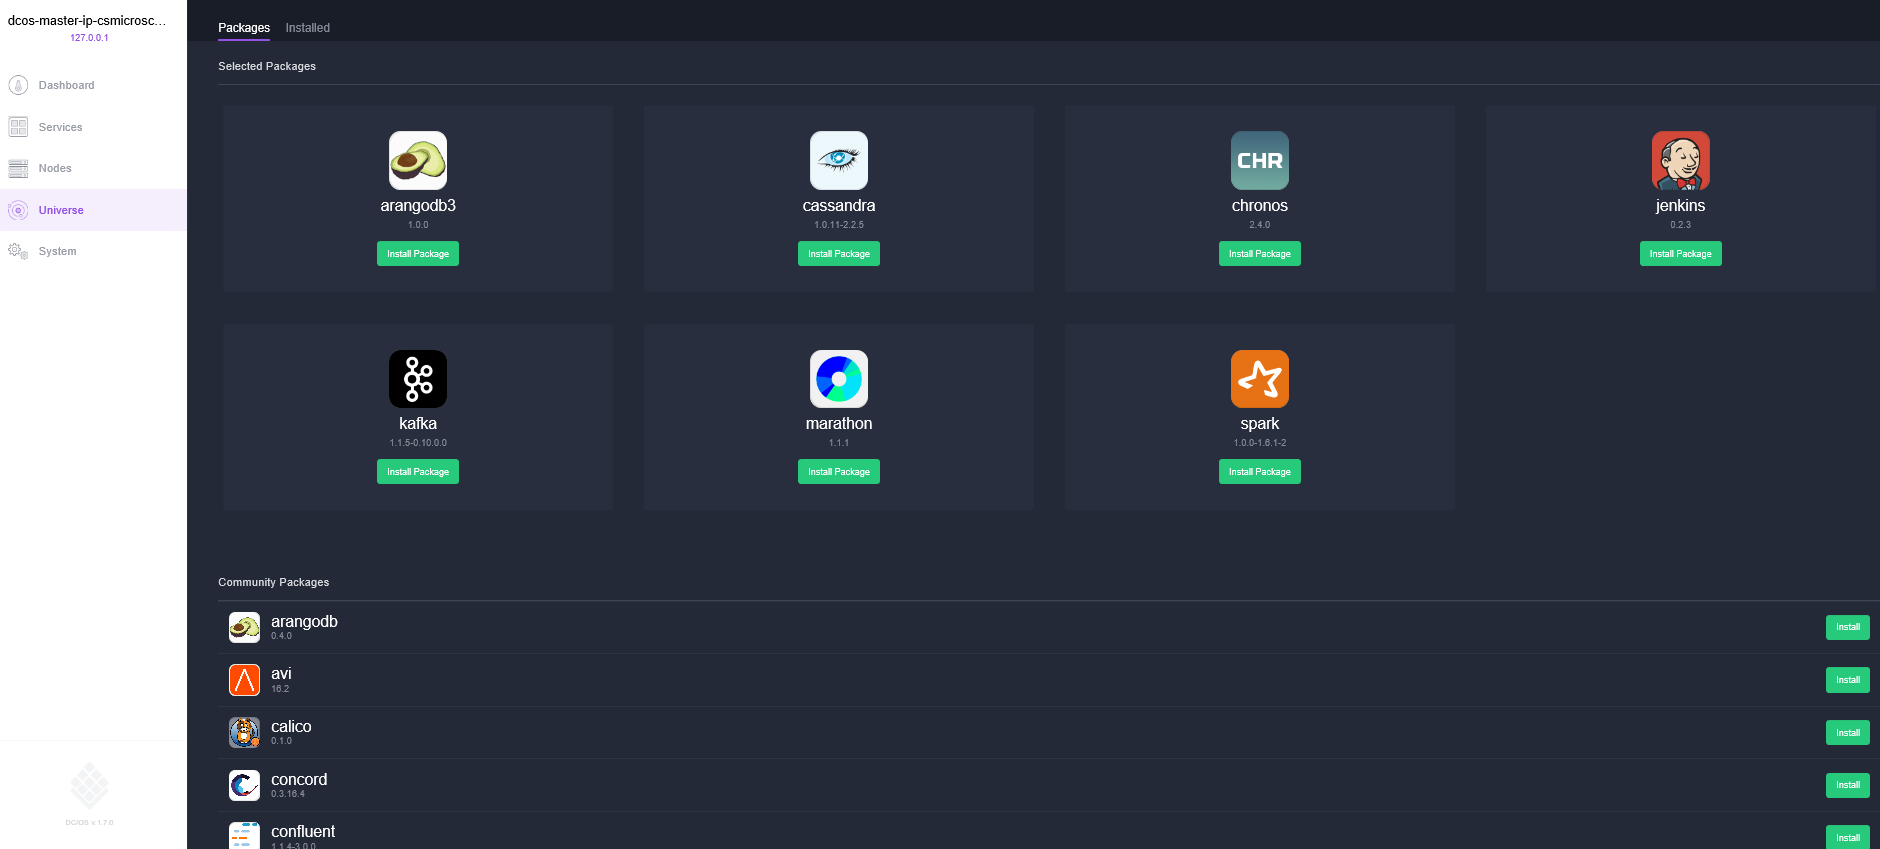 dcos-master-ip-csmicrosc...
127.0.0.1
Dashboard
Services
Nodes
Universe
System
DC/OS v.1.7.0
Packages Installed
Selected Packages
arangodb3
1.0.0
Install Package
cassandra
1.0.11-2.2.5
Install Package
CHR
chronos
2.4.0
Install Package
jenkins
0.2.3
Install Package
kafka
1.1.5-0.10.0.0
Install Package
marathon
1.1.1
Install Package
spark
1.0.0-1.6.1-2
Install Package
Community Packages
arangodb
0.4.0
Install
avi
16.2
Install
calico
0.1.0
Install
concord
0.3.16.4
Install
confluent
1.1.4-3.0.0
Install